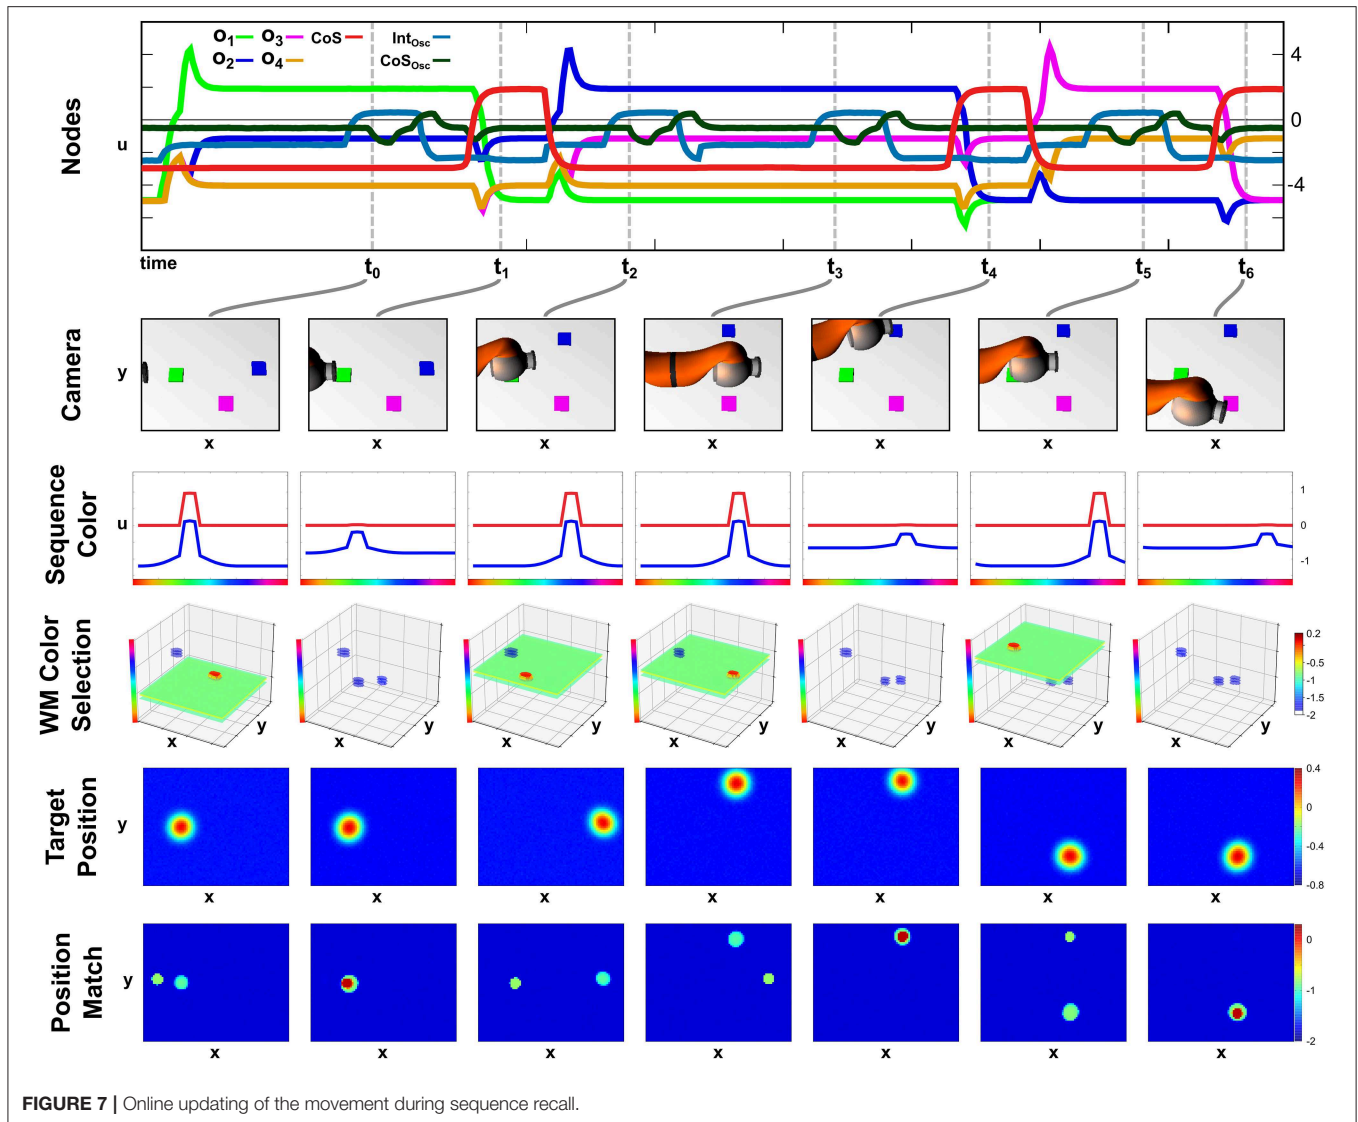 O1 O3 CoS IntOsc
O2 O4 CoSOsc
Nodes
u
4
0
-4
time t0 t1 t2 t3 t4 t5 t6
Camera
y
x x x x x x x
Sequence Color
u
1
0
-1
WM Color Selection
0.2
-0.5
-1
-1.5
-2
x y x y x y x y x y x y x y
Target Position
y
0.4
0
-0.4
-0.8
x x x x x x x
Position Match
y
0
-1
-2
x x x x x x x
FIGURE 7 | Online updating of the movement during sequence recall.